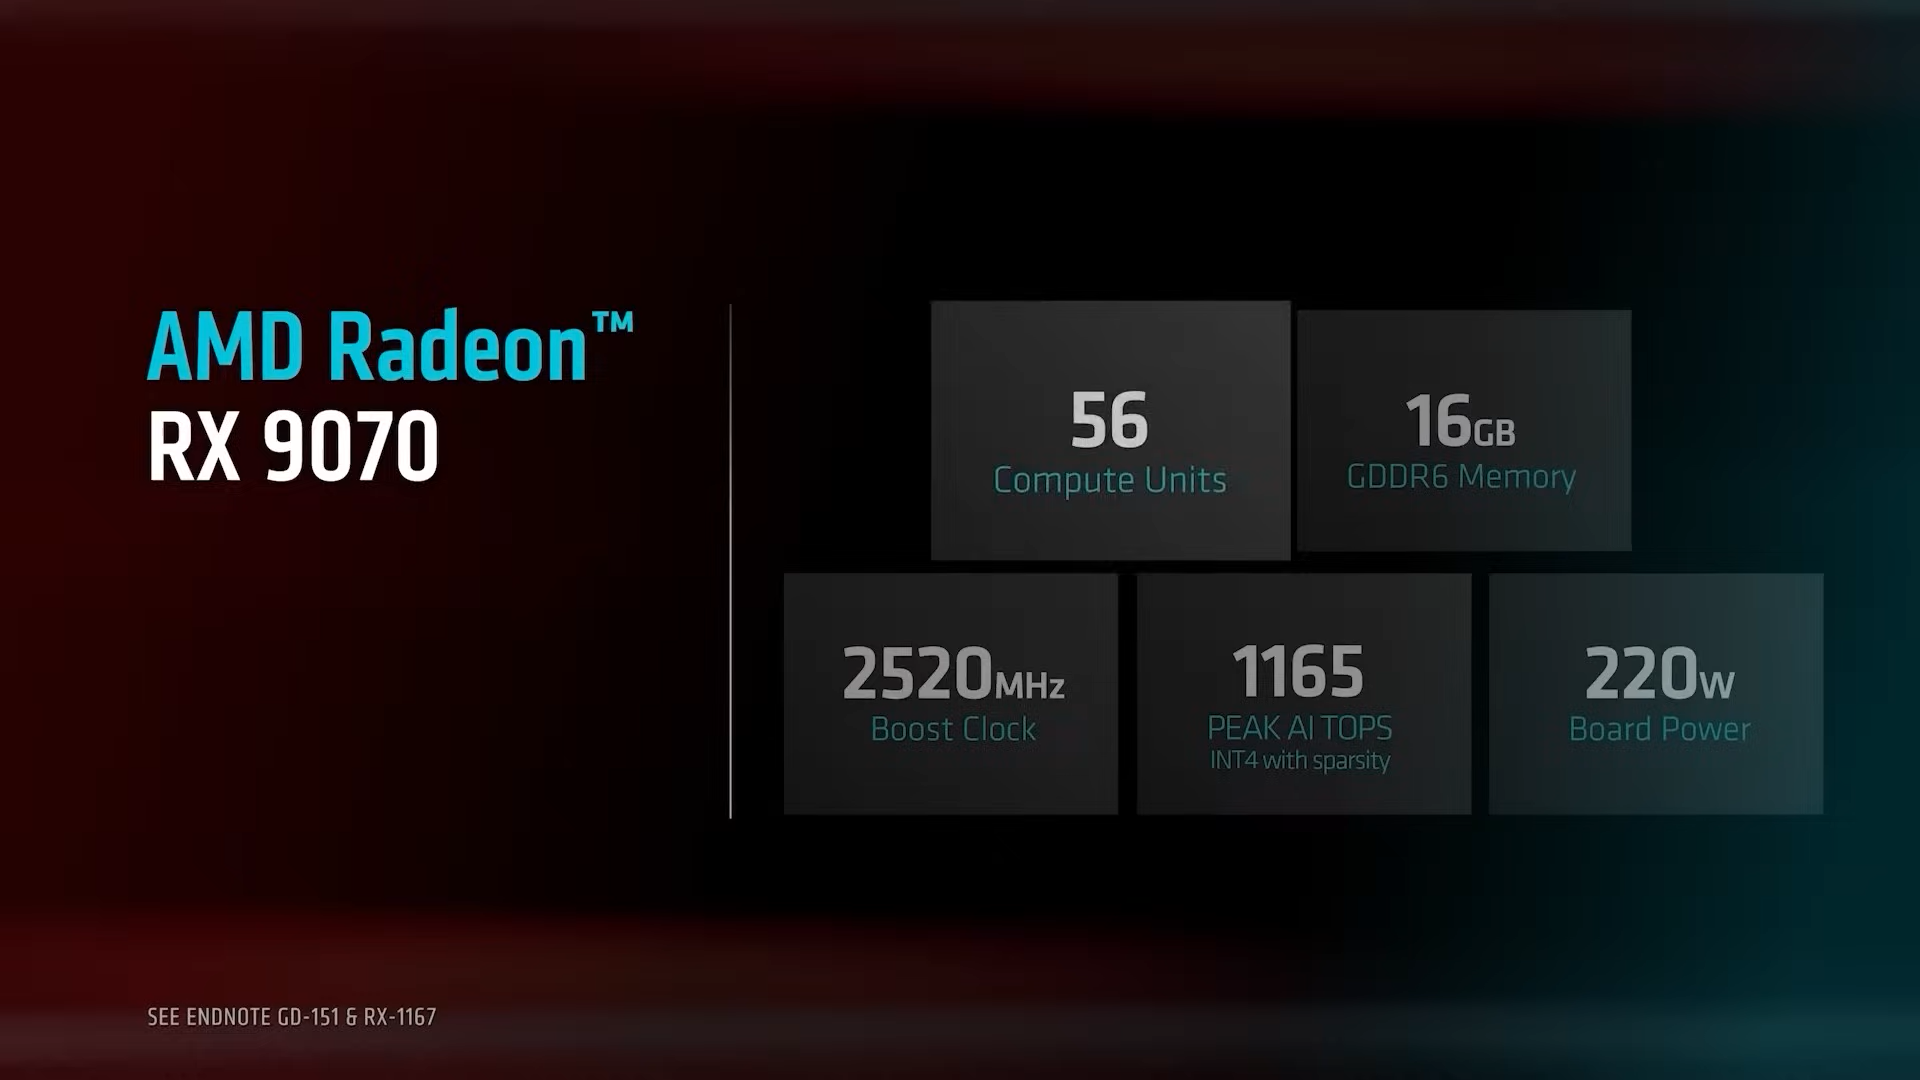 AMD Radeon™
RX 9070
56
Compute Units
16GB
GDDR6 Memory
2520MHz
Boost Clock
1165
PEAK AI TOPS
INT4 with sparsity
220W
Board Power
SEE ENDNOTE GD-151 & RX-1167